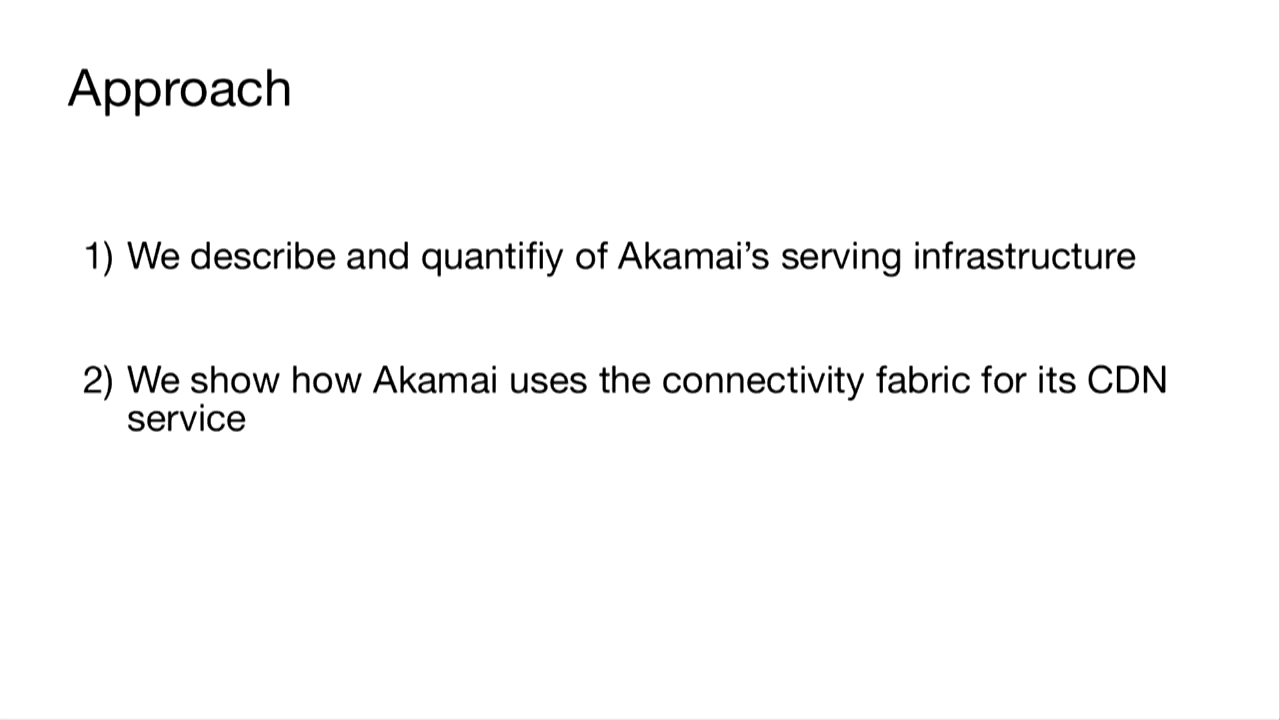 Approach
1) We describe and quantifiy of Akamai’s serving infrastructure
2) We show how Akamai uses the connectivity fabric for its CDN
service